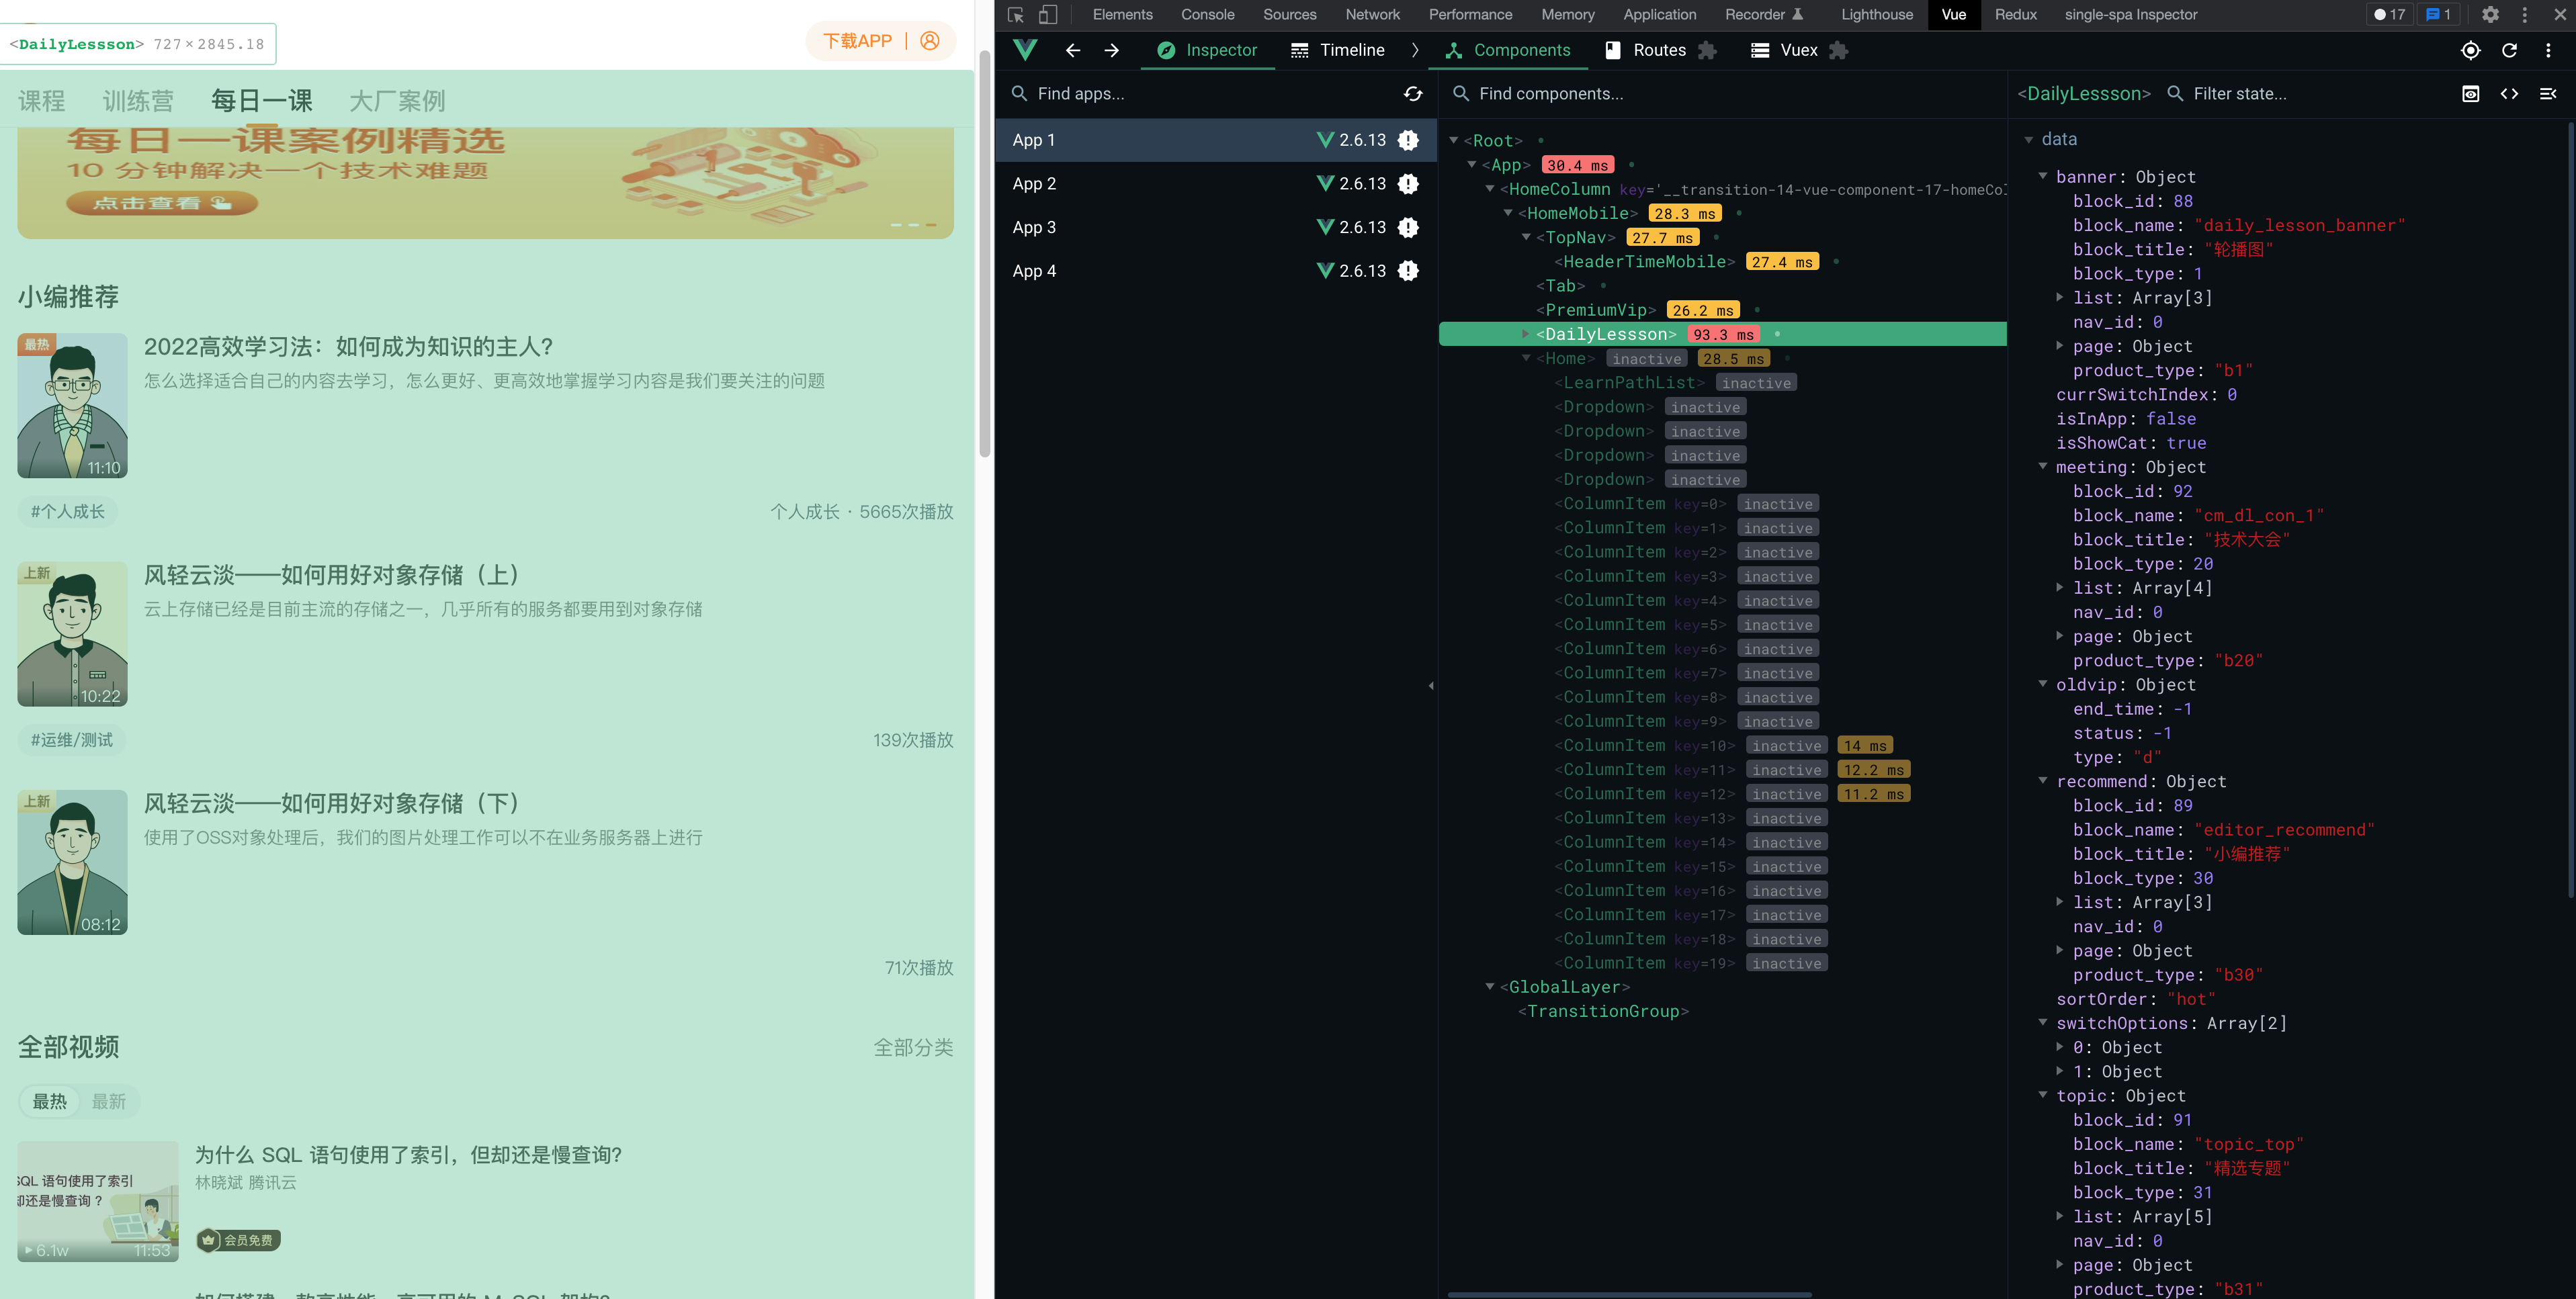 <DailyLessson> 727 × 2845.18
下载APP
课程 训练营 每日一课 大厂案例
每日一课案例精选
10 分钟解决一个技术难题
点击查看
小编推荐
最热
2022高效学习法：如何成为知识的主人？
怎么选择适合自己的内容去学习，怎么更好、更高效地掌握学习内容是我们要关注的问题
11:10
#个人成长
个人成长 · 5665次播放
上新
风轻云淡——如何用好对象存储（上）
云上存储已经是目前主流的存储之一，几乎所有的服务都要用到对象存储
10:22
#运维/测试
139次播放
上新
风轻云淡——如何用好对象存储（下）
使用了OSS对象处理后，我们的图片处理工作可以不在业务服务器上进行
08:12
71次播放
全部视频
全部分类
最热 最新
SQL 语句使用了索引
却还是慢查询？
6.1w 11:53
为什么 SQL 语句使用了索引，但却还是慢查询?
林晓斌 腾讯云
会员免费
如何搭建一款高性能、高可用的 MySQL 架构?
Elements Console Sources Network Performance Memory Application Recorder Lighthouse Vue Redux single-spa Inspector 17 1
Inspector Timeline Components Routes Vuex
Find apps...
App 1 2.6.13
App 2 2.6.13
App 3 2.6.13
App 4 2.6.13
Find components...
<Root>
<App> 30.4 ms
<HomeColumn key='__transition-14-vue-component-17-homeCol
<HomeMobile> 28.3 ms
<TopNav> 27.7 ms
<HeaderTimeMobile> 27.4 ms
<Tab>
<PremiumVip> 26.2 ms
<DailyLessson> 93.3 ms
<Home> inactive 28.5 ms
<LearnPathList> inactive
<Dropdown> inactive
<Dropdown> inactive
<Dropdown> inactive
<Dropdown> inactive
<ColumnItem key=0> inactive
<ColumnItem key=1> inactive
<ColumnItem key=2> inactive
<ColumnItem key=3> inactive
<ColumnItem key=4> inactive
<ColumnItem key=5> inactive
<ColumnItem key=6> inactive
<ColumnItem key=7> inactive
<ColumnItem key=8> inactive
<ColumnItem key=9> inactive
<ColumnItem key=10> inactive 14 ms
<ColumnItem key=11> inactive 12.2 ms
<ColumnItem key=12> inactive 11.2 ms
<ColumnItem key=13> inactive
<ColumnItem key=14> inactive
<ColumnItem key=15> inactive
<ColumnItem key=16> inactive
<ColumnItem key=17> inactive
<ColumnItem key=18> inactive
<ColumnItem key=19> inactive
<GlobalLayer>
<TransitionGroup>
<DailyLessson> Filter state...
data
banner: Object
block_id: 88
block_name: "daily_lesson_banner"
block_title: "轮播图"
block_type: 1
list: Array[3]
nav_id: 0
page: Object
product_type: "b1"
currSwitchIndex: 0
isInApp: false
isShowCat: true
meeting: Object
block_id: 92
block_name: "cm_dl_con_1"
block_title: "技术大会"
block_type: 20
list: Array[4]
nav_id: 0
page: Object
product_type: "b20"
oldvip: Object
end_time: -1
status: -1
type: "d"
recommend: Object
block_id: 89
block_name: "editor_recommend"
block_title: "小编推荐"
block_type: 30
list: Array[3]
nav_id: 0
page: Object
product_type: "b30"
sortOrder: "hot"
switchOptions: Array[2]
0: Object
1: Object
topic: Object
block_id: 91
block_name: "topic_top"
block_title: "精选专题"
block_type: 31
list: Array[5]
nav_id: 0
page: Object
product_type: "b31"